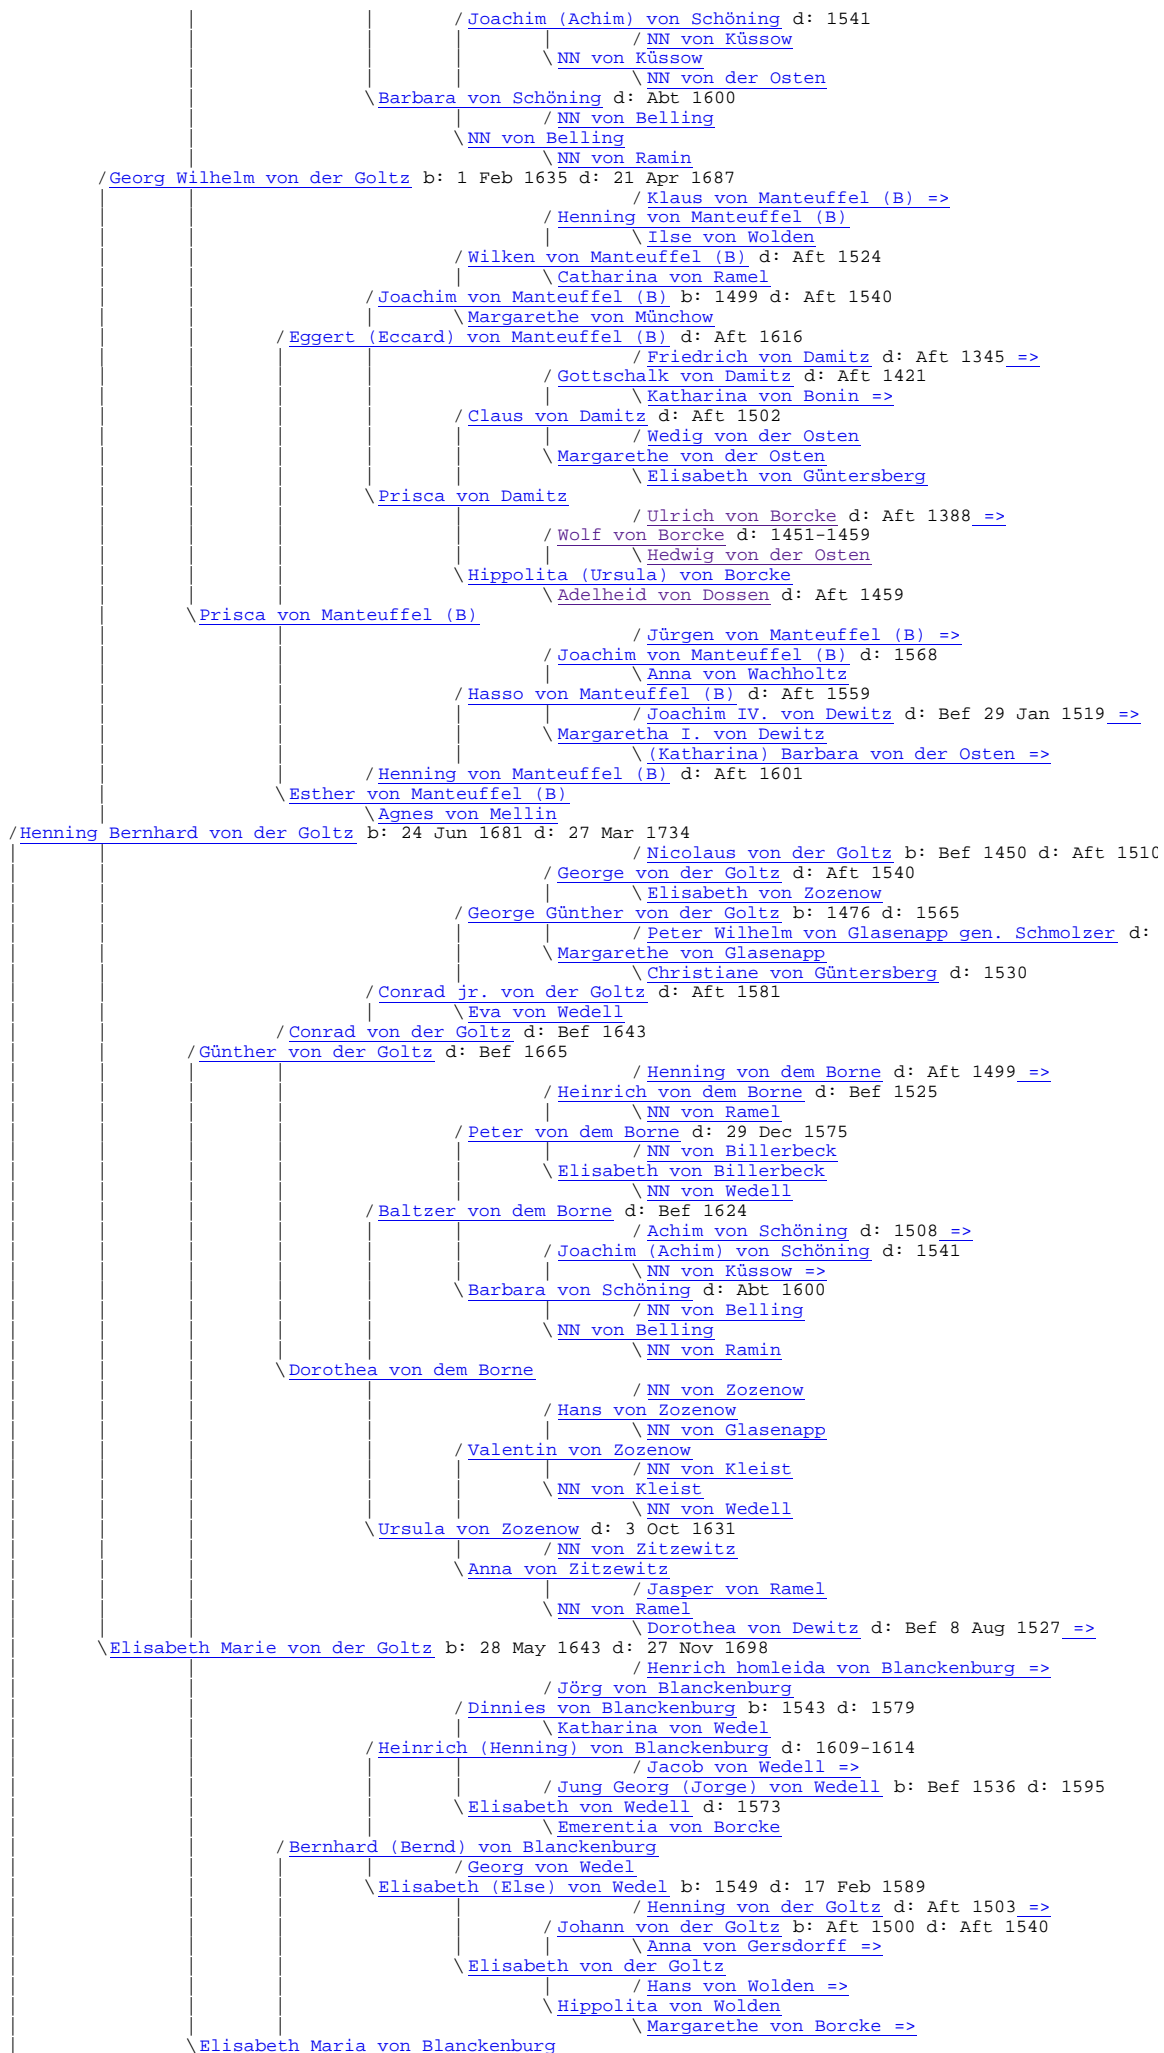 /Joachim (Achim) von Schöning d: 1541
/NN von Küssow
\NN von Küssow
\NN von der Osten
\Barbara von Schöning d: Abt 1600
/NN von Belling
\NN von Belling
\NN von Ramin
/Georg Wilhelm von der Goltz b: 1 Feb 1635 d: 21 Apr 1687
/Klaus von Manteuffel (B) =>
/Henning von Manteuffel (B)
\Ilse von Wolden
/Wilken von Manteuffel (B) d: Aft 1524
\Catharina von Ramel
/Joachim von Manteuffel (B) b: 1499 d: Aft 1540
\Margarethe von Münchow
/Eggert (Eccard) von Manteuffel (B) d: Aft 1616
/Friedrich von Damitz d: Aft 1345 =>
/Gottschalk von Damitz d: Aft 1421
\Katharina von Bonin =>
/Claus von Damitz d: Aft 1502
/Wedig von der Osten
\Margarethe von der Osten
\Elisabeth von Güntersberg
\Prisca von Damitz
/Ulrich von Borcke d: Aft 1388 =>
/Wolf von Borcke d: 1451-1459
\Hedwig von der Osten
\Hippolita (Ursula) von Borcke
\Adelheid von Dossen d: Aft 1459
\Prisca von Manteuffel (B)
/Jürgen von Manteuffel (B) =>
/Joachim von Manteuffel (B) d: 1568
\Anna von Wachholtz
/Hasso von Manteuffel (B) d: Aft 1559
/Joachim IV. von Dewitz d: Bef 29 Jan 1519 =>
\Margaretha I. von Dewitz
\(Katharina) Barbara von der Osten =>
/Henning von Manteuffel (B) d: Aft 1601
\Esther von Manteuffel (B)
\Agnes von Mellin
/Henning Bernhard von der Goltz b: 24 Jun 1681 d: 27 Mar 1734
/Nicolaus von der Goltz b: Bef 1450 d: Aft 1510
/George von der Goltz d: Aft 1540
\Elisabeth von Zozenow
/George Günther von der Goltz b: 1476 d: 1565
/Peter Wilhelm von Glasenapp gen. Schmolzer d:
\Margarethe von Glasenapp
\Christiane von Güntersberg d: 1530
/Conrad jr. von der Goltz d: Aft 1581
\Eva von Wedell
/Conrad von der Goltz d: Bef 1643
/Günther von der Goltz d: Bef 1665
/Henning von dem Borne d: Aft 1499 =>
/Heinrich von dem Borne d: Bef 1525
\NN von Ramel
/Peter von dem Borne d: 29 Dec 1575
/NN von Billerbeck
\Elisabeth von Billerbeck
\NN von Wedell
/Baltzer von dem Borne d: Bef 1624
/Achim von Schöning d: 1508 =>
/Joachim (Achim) von Schöning d: 1541
\NN von Küssow =>
\Barbara von Schöning d: Abt 1600
/NN von Belling
\NN von Belling
\NN von Ramin
\Dorothea von dem Borne
/NN von Zozenow
/Hans von Zozenow
\NN von Glasenapp
/Valentin von Zozenow
/NN von Kleist
\NN von Kleist
\NN von Wedell
\Ursula von Zozenow d: 3 Oct 1631
/NN von Zitzewitz
\Anna von Zitzewitz
/Jasper von Ramel
\NN von Ramel
\Dorothea von Dewitz d: Bef 8 Aug 1527 =>
\Elisabeth Marie von der Goltz b: 28 May 1643 d: 27 Nov 1698
/Henrich homleida von Blanckenburg =>
/Jörg von Blanckenburg
/Dinnies von Blanckenburg b: 1543 d: 1579
\Katharina von Wedel
/Heinrich (Henning) von Blanckenburg d: 1609-1614
/Jacob von Wedell =>
/Jung Georg (Jorge) von Wedell b: Bef 1536 d: 1595
\Elisabeth von Wedell d: 1573
\Emerentia von Borcke
/Bernhard (Bernd) von Blanckenburg
/Georg von Wedel
\Elisabeth (Else) von Wedel b: 1549 d: 17 Feb 1589
/Henning von der Goltz d: Aft 1503 =>
/Johann von der Goltz b: Aft 1500 d: Aft 1540
\Anna von Gersdorff =>
\Elisabeth von der Goltz
/Hans von Wolden =>
\Hippolita von Wolden
\Margarethe von Borcke =>
\Elisabeth Maria von Blanckenburg